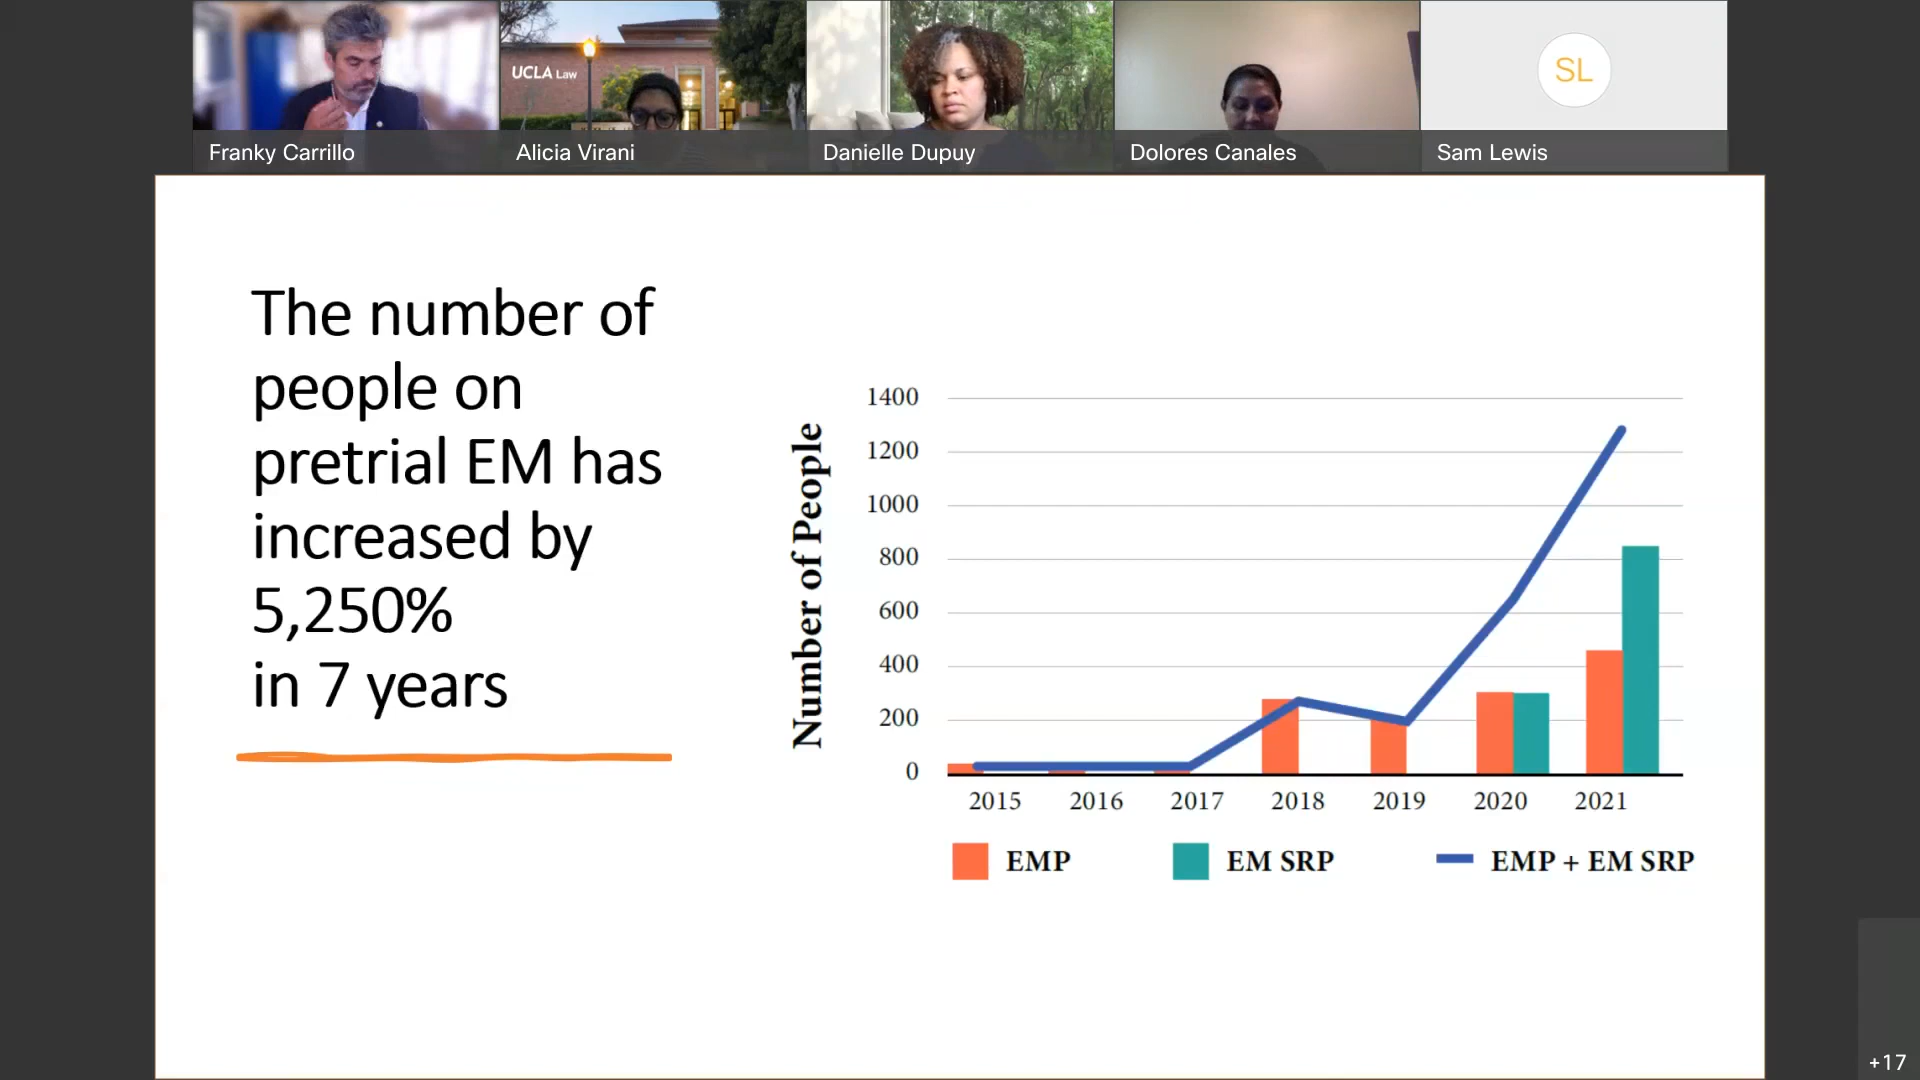 UCLA Law
Franky Carrillo
Alicia Virani
Danielle Dupuy
Dolores Canales
SL
Sam Lewis
The number of
people on
pretrial EM has
increased by
5,250%
in 7 years
Number of People
1400
1200
1000
800
600
400
200
0
2015 2016 2017 2018 2019 2020 2021
EMP EM SRP EMP + EM SRP
+17